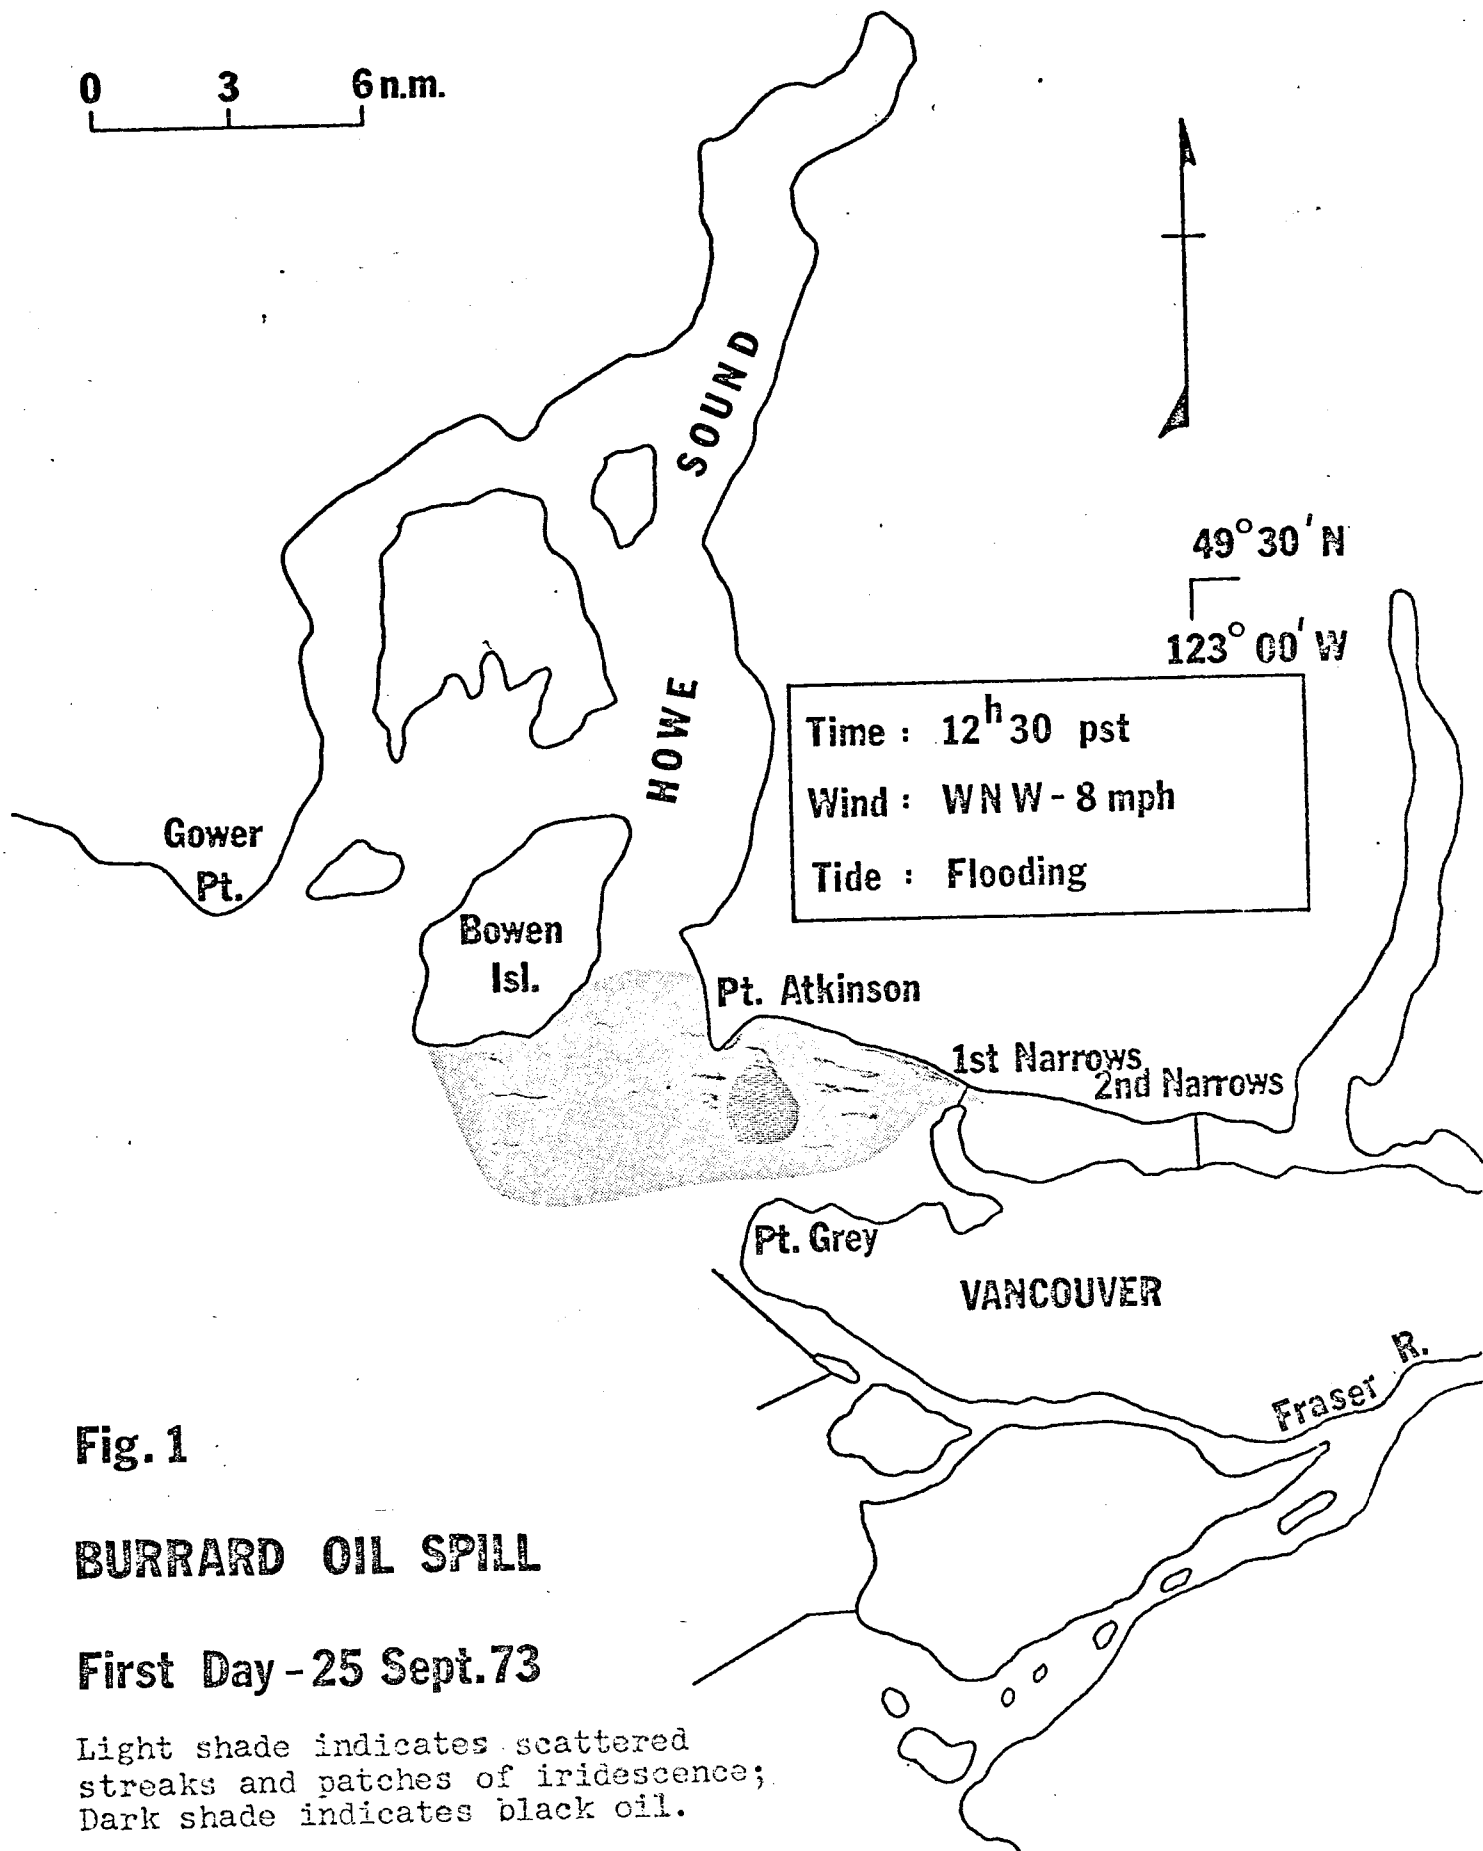 0 3 6 n.m.
SOUND
49° 30' N
123° 00' W
HOWE
Time : 12h 30 pst
Wind : WNW - 8 mph
Tide : Flooding
Gower
Pt.
Bowen
Isl.
Pt. Atkinson
1st Narrows
2nd Narrows
Pt. Grey
VANCOUVER
Fraser R.
Fig. 1
BURRARD OIL SPILL
First Day - 25 Sept. 73
Light shade indicates scattered
streaks and patches of iridescence;
Dark shade indicates black oil.